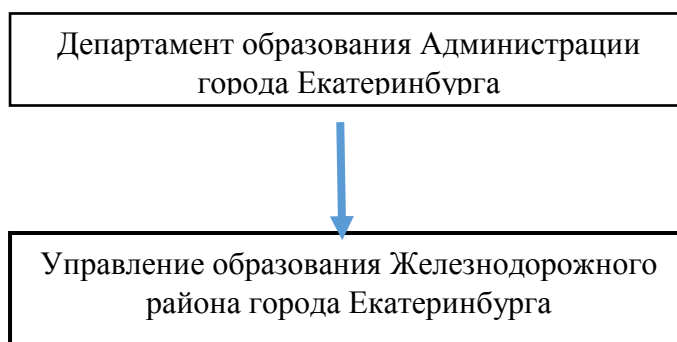 Департамент образования Администрации
города Екатеринбурга
Управление образования Железнодорожного
района города Екатеринбурга